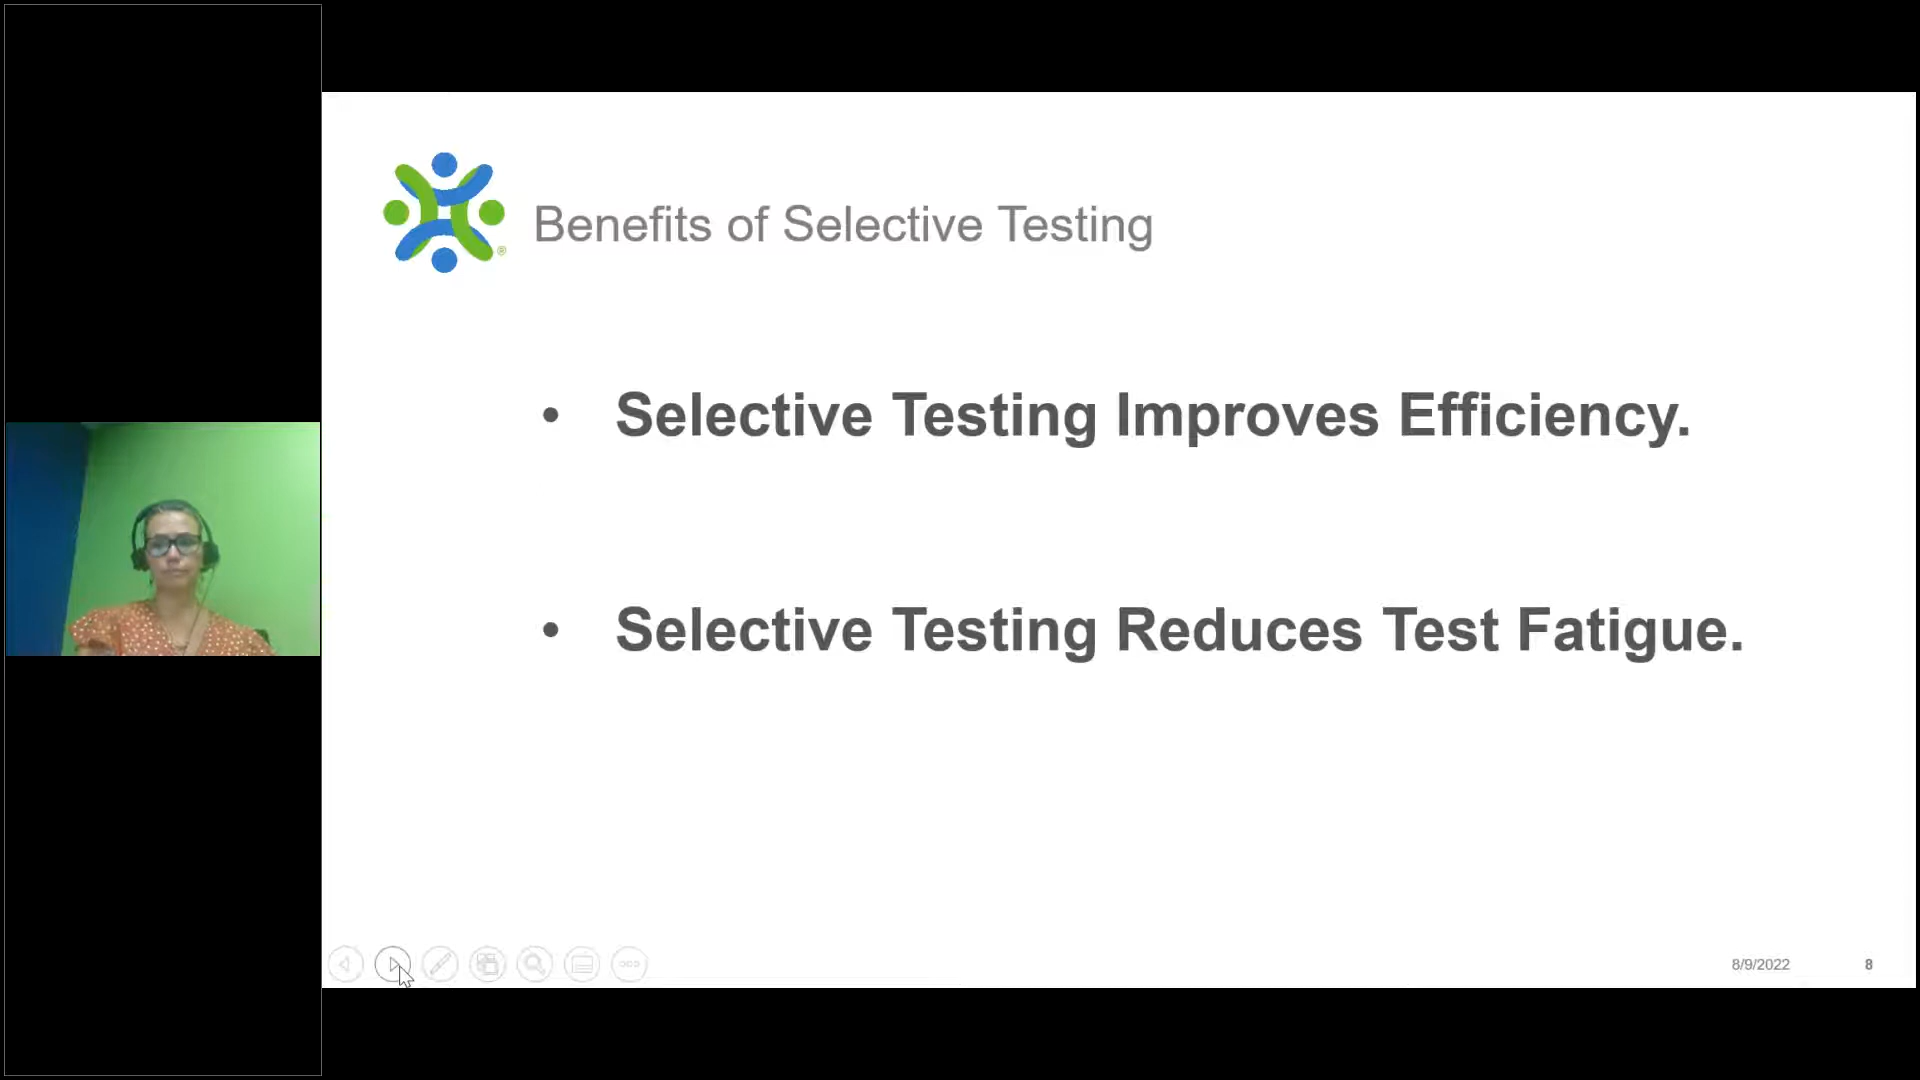 Benefits of Selective Testing
• Selective Testing Improves Efficiency.
• Selective Testing Reduces Test Fatigue.
8/9/2022 8
®